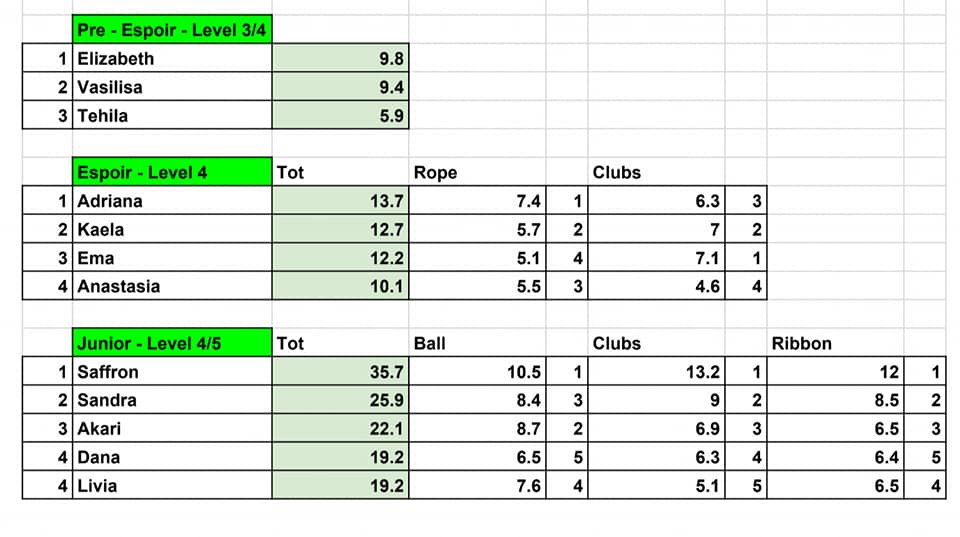 Pre - Espoir - Level 3/4
1 Elizabeth 9.8
2 Vasilisa 9.4
3 Tehila 5.9
Espoir - Level 4 Tot Rope Clubs
1 Adriana 13.7 7.4 1 6.3 3
2 Kaela 12.7 5.7 2 7 2
3 Ema 12.2 5.1 4 7.1 1
4 Anastasia 10.1 5.5 3 4.6 4
Junior - Level 4/5 Tot Ball Clubs Ribbon
1 Saffron 35.7 10.5 1 13.2 1 12 1
2 Sandra 25.9 8.4 3 9 2 8.5 2
3 Akari 22.1 8.7 2 6.9 3 6.5 3
4 Dana 19.2 6.5 5 6.3 4 6.4 5
4 Livia 19.2 7.6 4 5.1 5 6.5 4